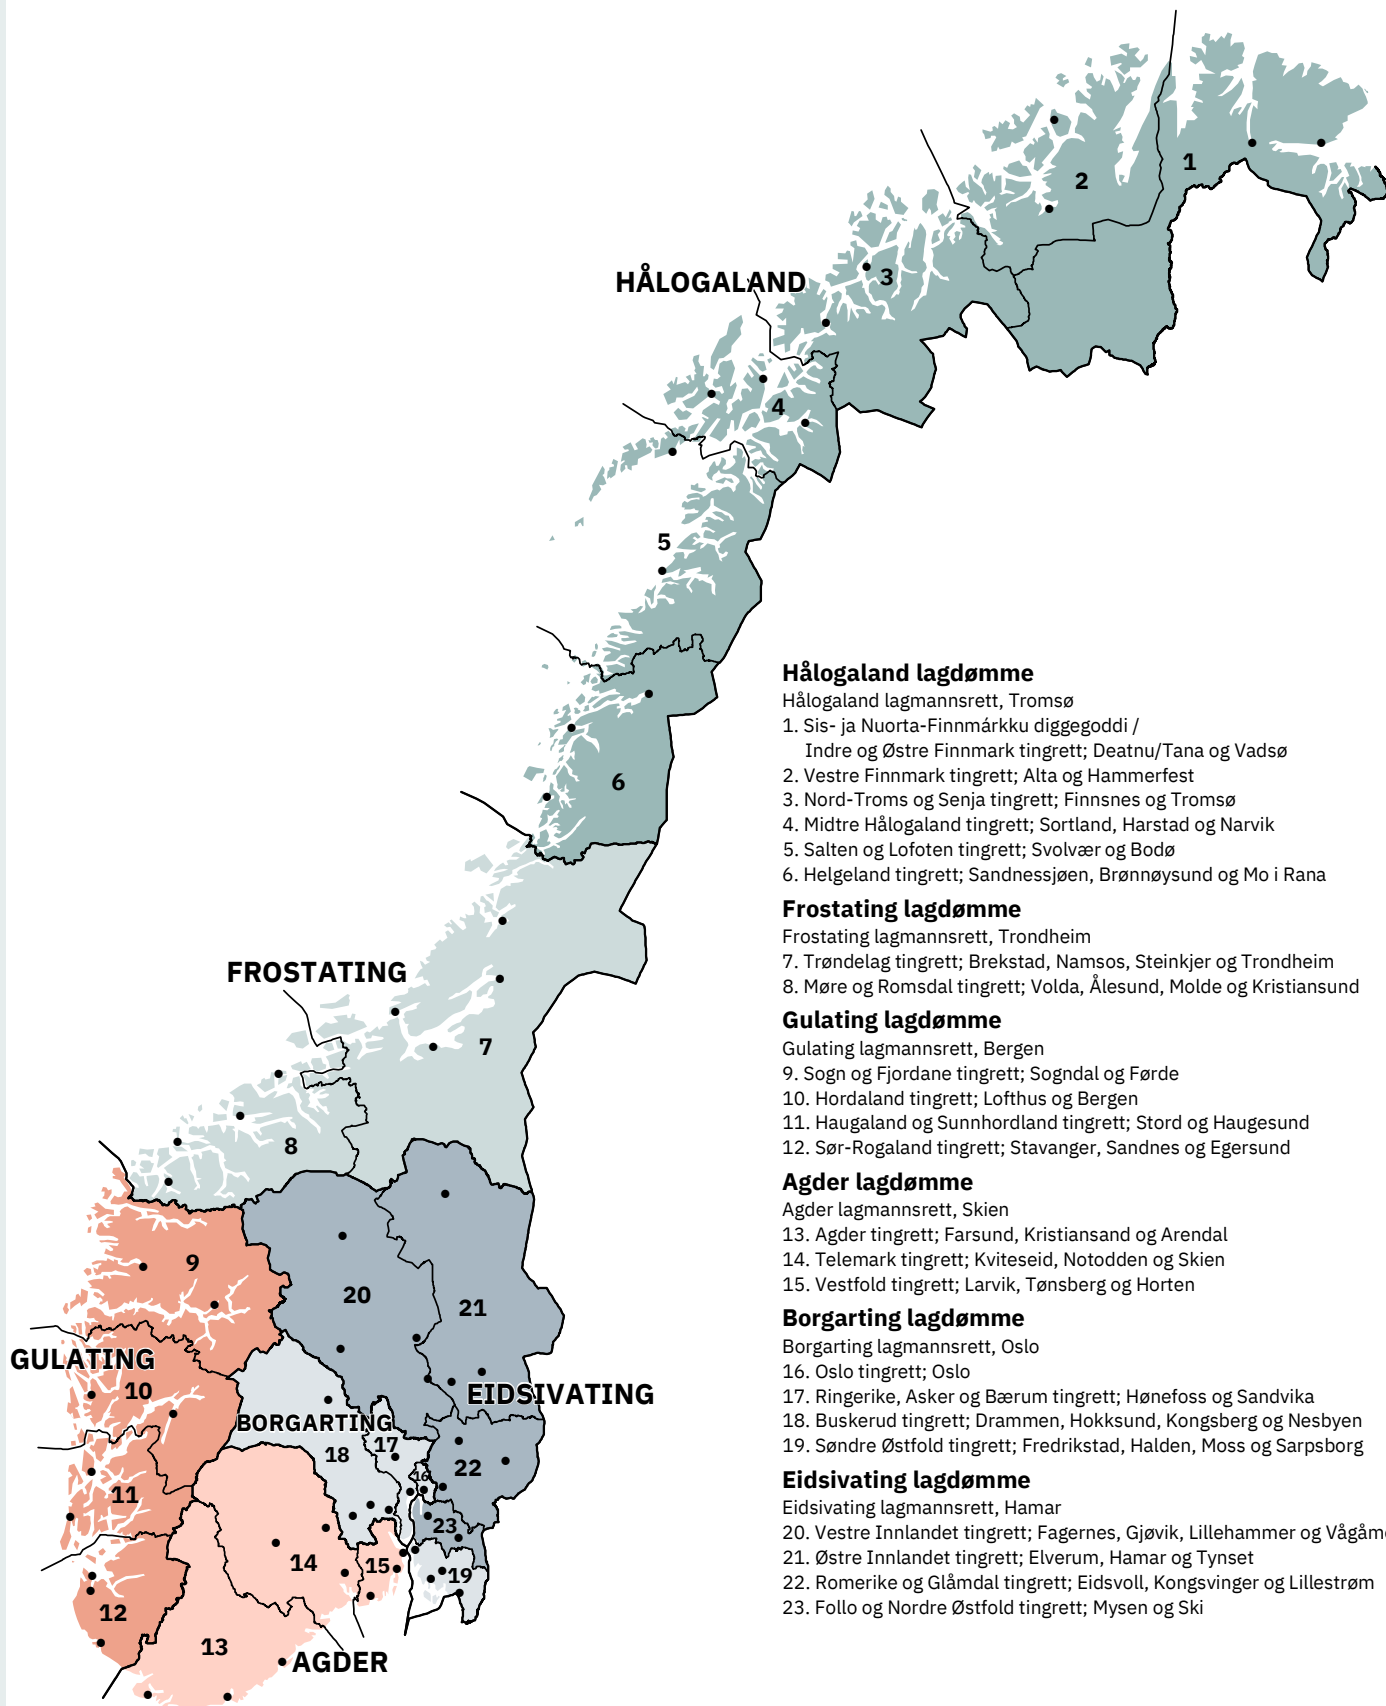 HÅLOGALAND
1
2
3
4
5
6
FROSTATING
7
8
GULATING
9
10
11
12
AGDER
13
14
15
BORGARTING
16
17
18
19
EIDSIVATING
20
21
22
23
Hålogaland lagdømme
Hålogaland lagmannsrett, Tromsø
1. Sis- ja Nuorta-Finnmárkku diggegoddi /
Indre og Østre Finnmark tingrett; Deatnu/Tana og Vadsø
2. Vestre Finnmark tingrett; Alta og Hammerfest
3. Nord-Troms og Senja tingrett; Finnsnes og Tromsø
4. Midtre Hålogaland tingrett; Sortland, Harstad og Narvik
5. Salten og Lofoten tingrett; Svolvær og Bodø
6. Helgeland tingrett; Sandnessjøen, Brønnøysund og Mo i Rana
Frostating lagdømme
Frostating lagmannsrett, Trondheim
7. Trøndelag tingrett; Brekstad, Namsos, Steinkjer og Trondheim
8. Møre og Romsdal tingrett; Volda, Ålesund, Molde og Kristiansund
Gulating lagdømme
Gulating lagmannsrett, Bergen
9. Sogn og Fjordane tingrett; Sogndal og Førde
10. Hordaland tingrett; Lofthus og Bergen
11. Haugaland og Sunnhordland tingrett; Stord og Haugesund
12. Sør-Rogaland tingrett; Stavanger, Sandnes og Egersund
Agder lagdømme
Agder lagmannsrett, Skien
13. Agder tingrett; Farsund, Kristiansand og Arendal
14. Telemark tingrett; Kviteseid, Notodden og Skien
15. Vestfold tingrett; Larvik, Tønsberg og Horten
Borgarting lagdømme
Borgarting lagmannsrett, Oslo
16. Oslo tingrett; Oslo
17. Ringerike, Asker og Bærum tingrett; Hønefoss og Sandvika
18. Buskerud tingrett; Drammen, Hokksund, Kongsberg og Nesbyen
19. Søndre Østfold tingrett; Fredrikstad, Halden, Moss og Sarpsborg
Eidsivating lagdømme
Eidsivating lagmannsrett, Hamar
20. Vestre Innlandet tingrett; Fagernes, Gjøvik, Lillehammer og
21. Østre Innlandet tingrett; Elverum, Hamar og Tynset
22. Romerike og Glåmdal tingrett; Eidsvoll, Kongsvinger og Lillestrøm
23. Follo og Nordre Østfold tingrett; Mysen og Ski